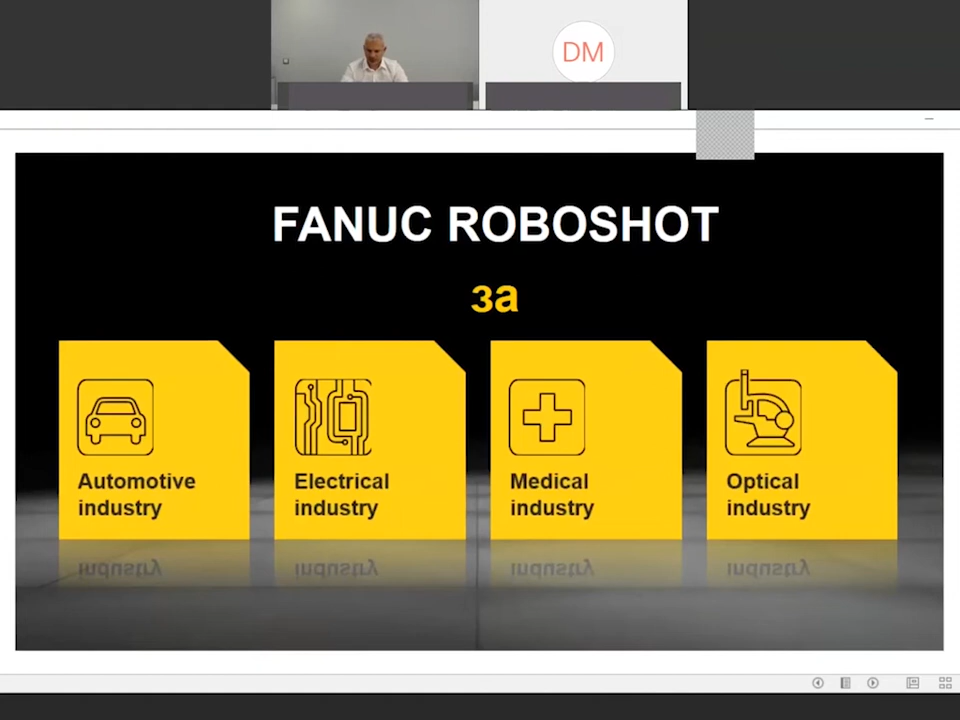 DM
FANUC ROBOSHOT
за
Automotive
industry
Electrical
industry
Medical
industry
Optical
industry